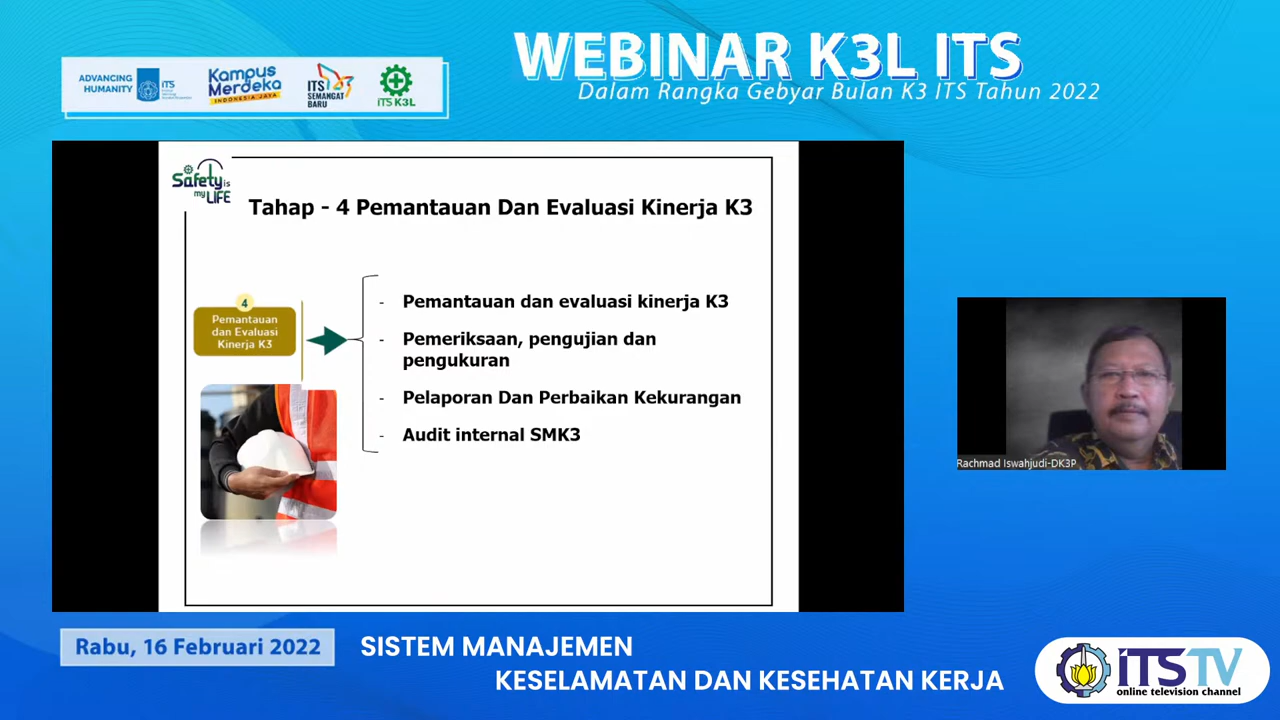 ADVANCING
HUMANITY
ITS
Kampus
Merdeka
INDONESIA JAYA
ITS
SEMANGAT
BARU
ITS K3L
WEBINAR K3L ITS
Dalam Rangka Gebyar Bulan K3 ITS Tahun 2022
Safety is
my LIFE
Tahap - 4 Pemantauan Dan Evaluasi Kinerja K3
4
Pemantauan
dan Evaluasi
Kinerja K3
- Pemantauan dan evaluasi kinerja K3
- Pemeriksaan, pengujian dan
pengukuran
- Pelaporan Dan Perbaikan Kekurangan
- Audit internal SMK3
Rachmad Iswahjudi-DK3P
Rabu, 16 Februari 2022
SISTEM MANAJEMEN
KESELAMATAN DAN KESEHATAN KERJA
iTSTV
online television channel